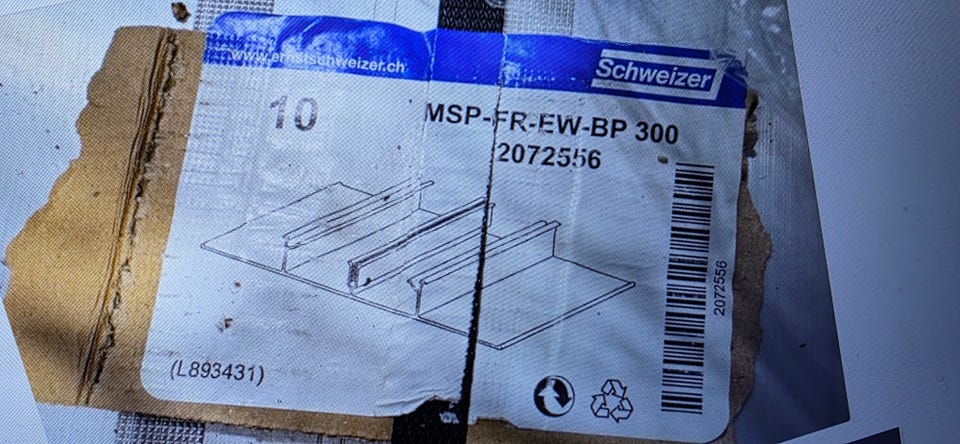 www.ernstschweizer.ch
Schweizer
10
MSP-FR-EW-BP 300
2072556
2072556
(L893431)